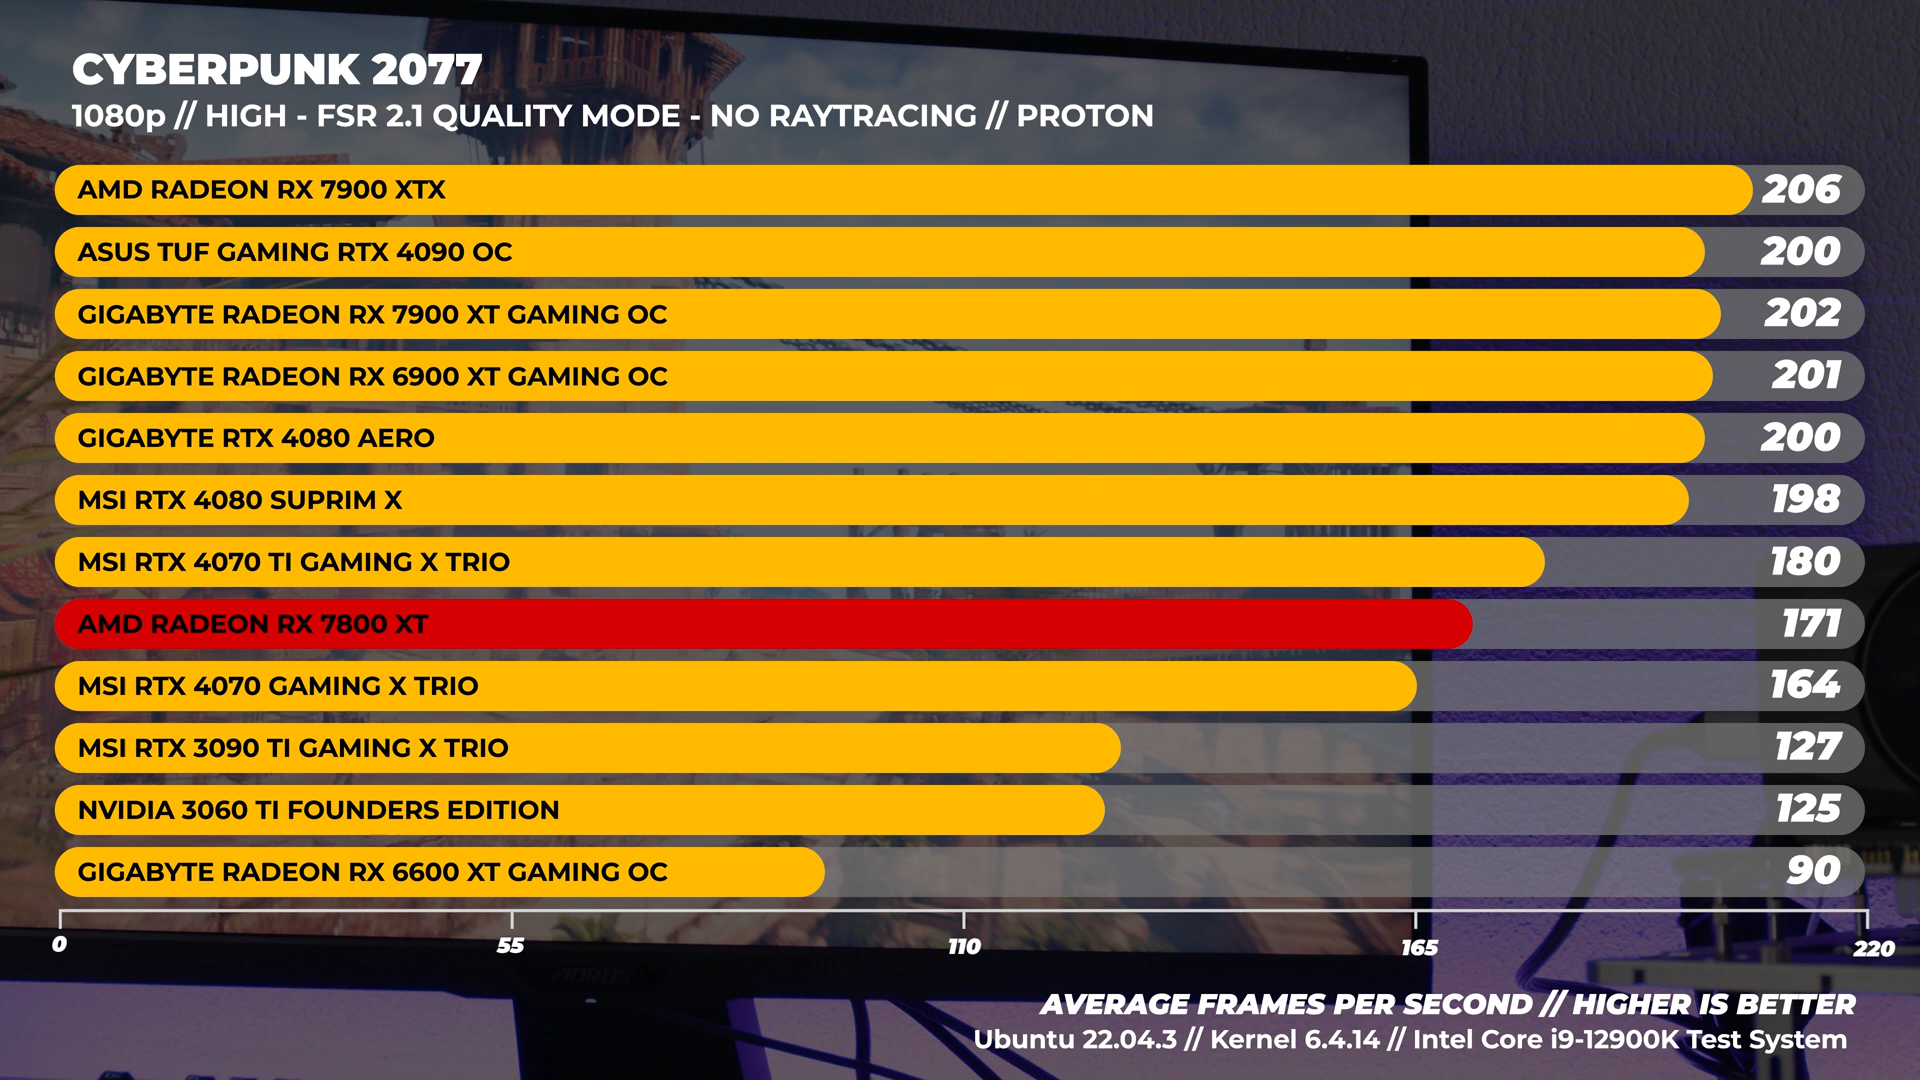 CYBERPUNK 2077
1080p // HIGH - FSR 2.1 QUALITY MODE - NO RAYTRACING // PROTON
AMD RADEON RX 7900 XTX 206
ASUS TUF GAMING RTX 4090 OC 200
GIGABYTE RADEON RX 7900 XT GAMING OC 202
GIGABYTE RADEON RX 6900 XT GAMING OC 201
GIGABYTE RTX 4080 AERO 200
MSI RTX 4080 SUPRIM X 198
MSI RTX 4070 TI GAMING X TRIO 180
AMD RADEON RX 7800 XT 171
MSI RTX 4070 GAMING X TRIO 164
MSI RTX 3090 TI GAMING X TRIO 127
NVIDIA 3060 TI FOUNDERS EDITION 125
GIGABYTE RADEON RX 6600 XT GAMING OC 90
0 55 110 165 220
AORUS
AVERAGE FRAMES PER SECOND // HIGHER IS BETTER
Ubuntu 22.04.3 // Kernel 6.4.14 // Intel Core i9-12900K Test System